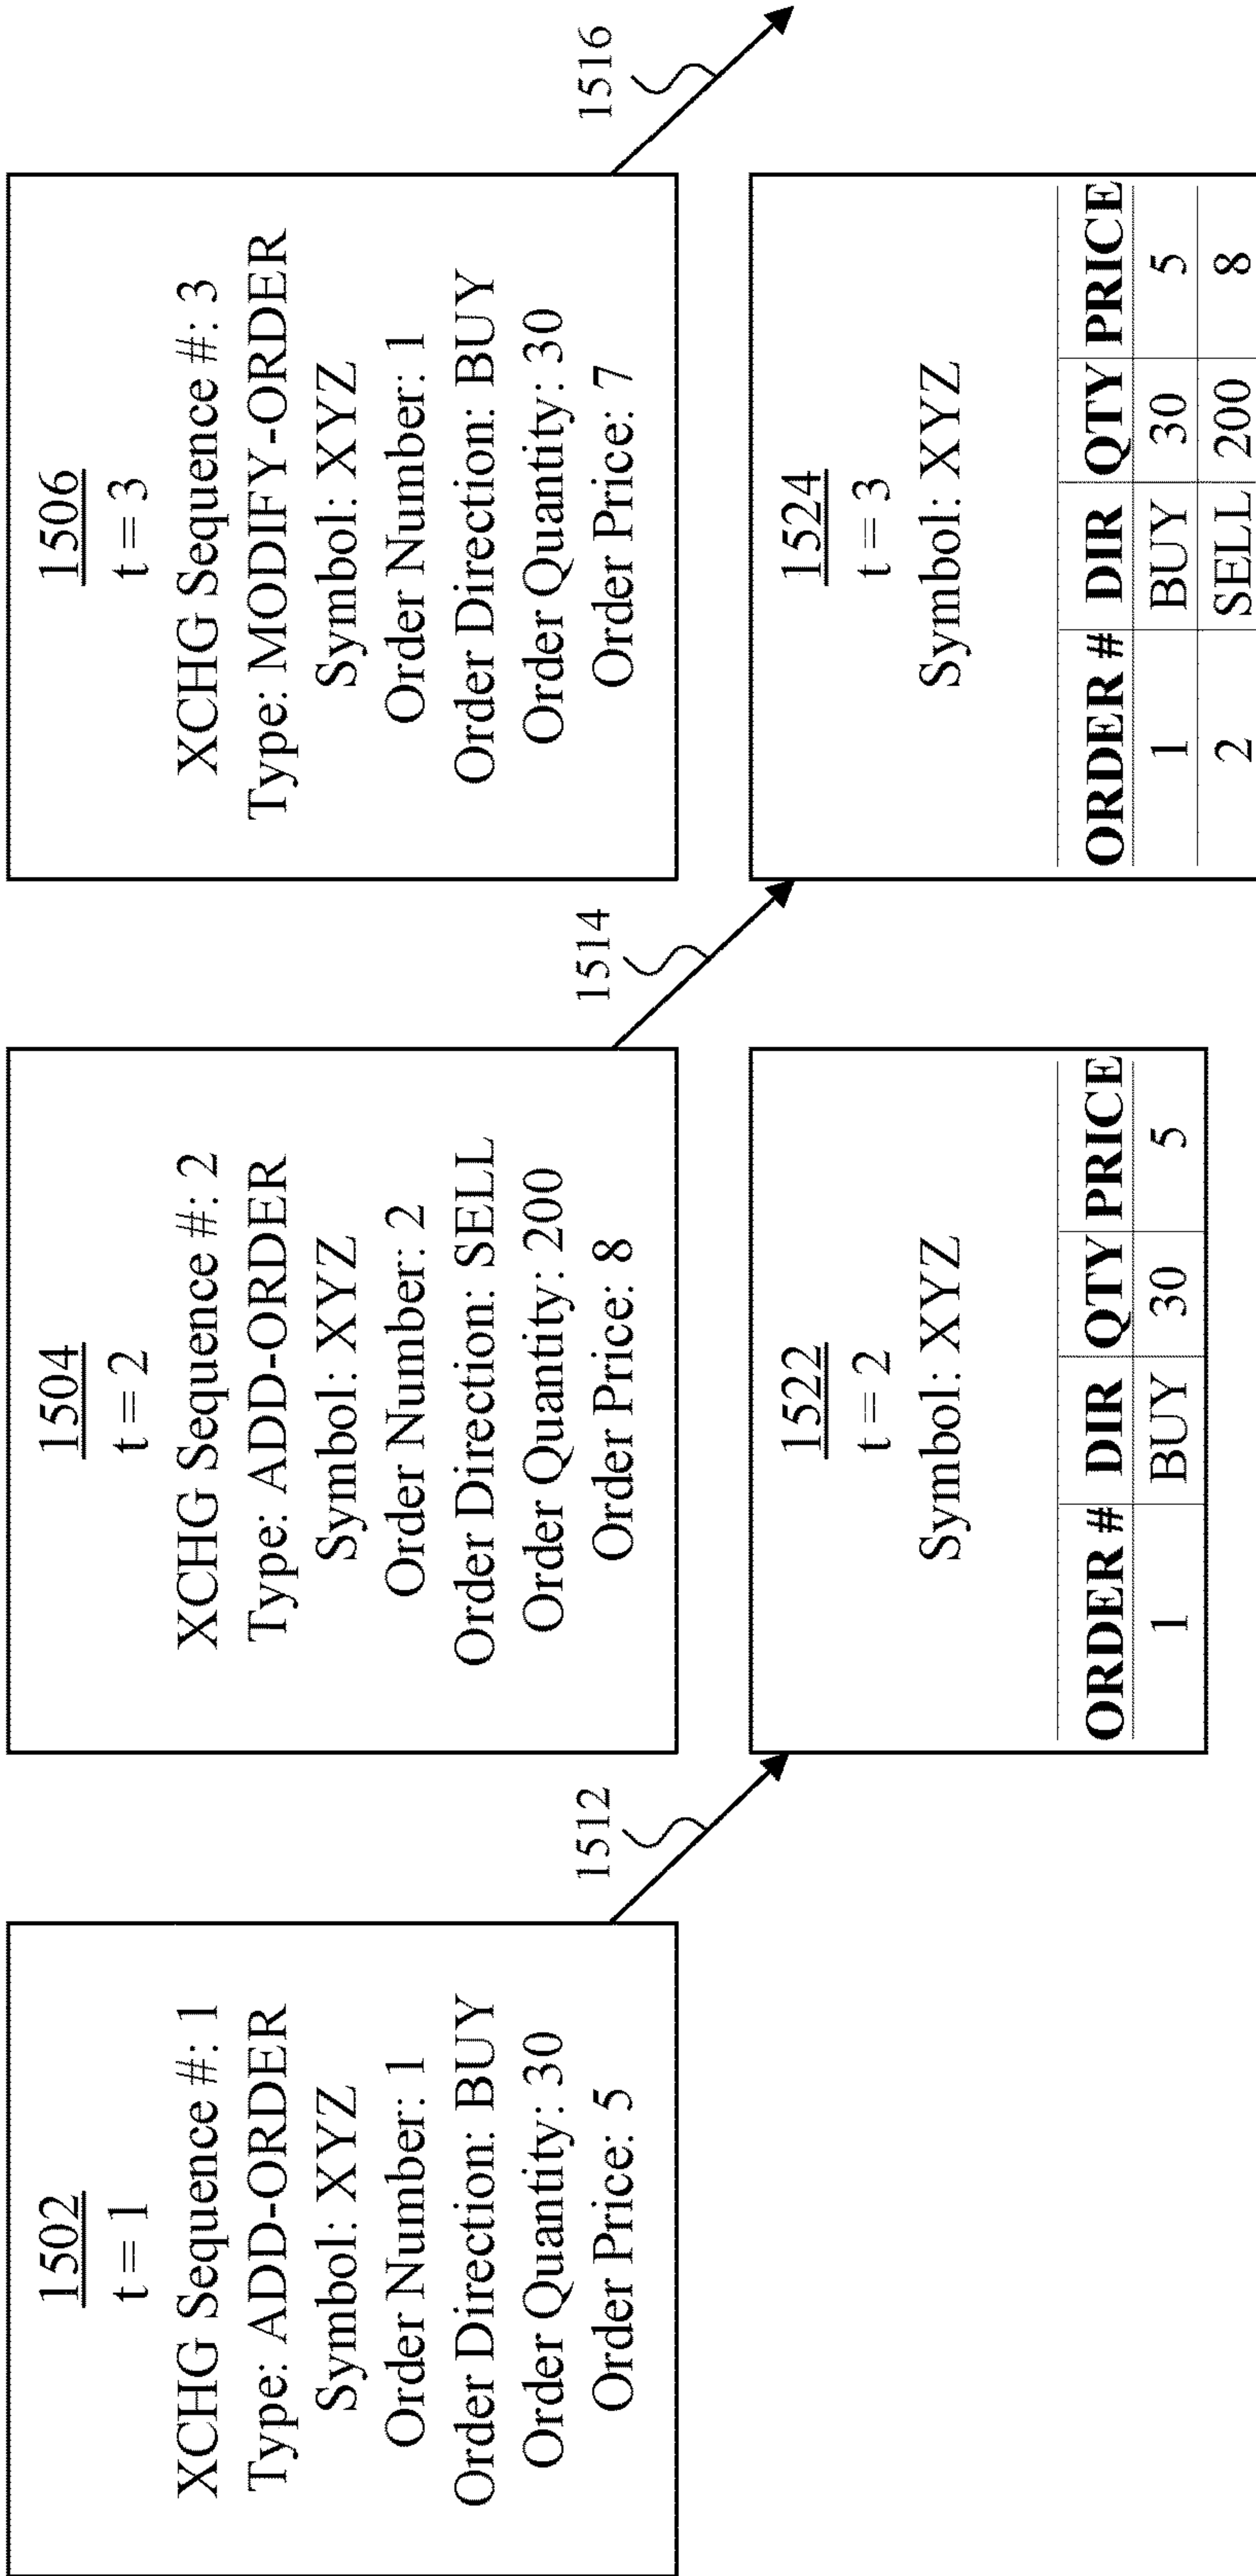 1502
t = 1
XCHG Sequence #: 1
Type: ADD-ORDER
Symbol: XYZ
Order Number: 1
Order Direction: BUY
Order Quantity: 30
Order Price: 5
1512
1504
t = 2
XCHG Sequence #: 2
Type: ADD-ORDER
Symbol: XYZ
Order Number: 2
Order Direction: SELL
Order Quantity: 200
Order Price: 8
1514
1506
t = 3
XCHG Sequence #: 3
Type: MODIFY-ORDER
Symbol: XYZ
Order Number: 1
Order Direction: BUY
Order Quantity: 30
Order Price: 7
1516
1522
t = 2
Symbol: XYZ
ORDER # DIR QTY PRICE
1 BUY 30 5
1524
t = 3
Symbol: XYZ
ORDER # DIR QTY PRICE
1 BUY 30 5
2 SELL 200 8